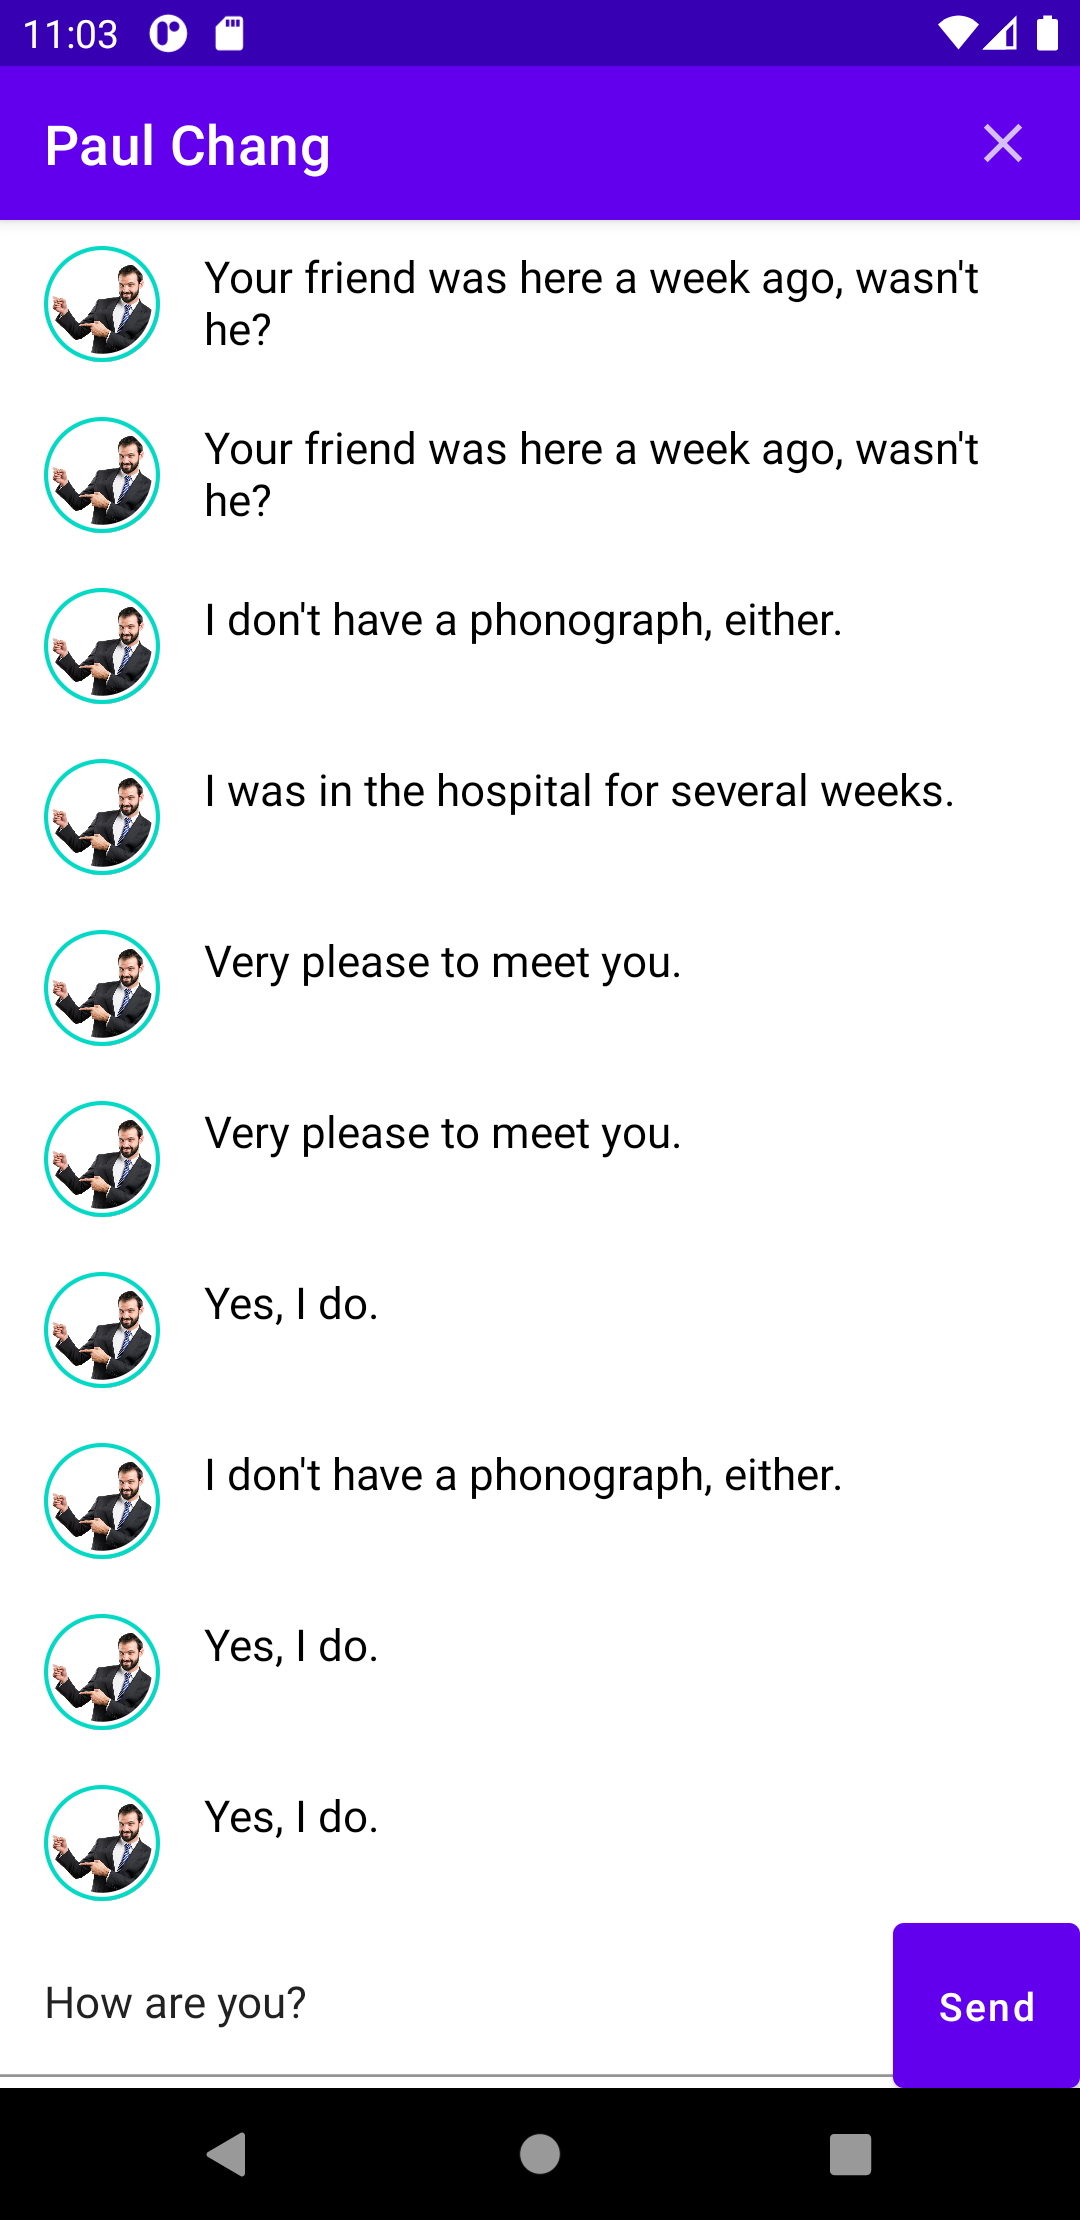 11:03
Paul Chang
Your friend was here a week ago, wasn't
he?
Your friend was here a week ago, wasn't
he?
I don't have a phonograph, either.
I was in the hospital for several weeks.
Very please to meet you.
Very please to meet you.
Yes, I do.
I don't have a phonograph, either.
Yes, I do.
Yes, I do.
How are you?
Send